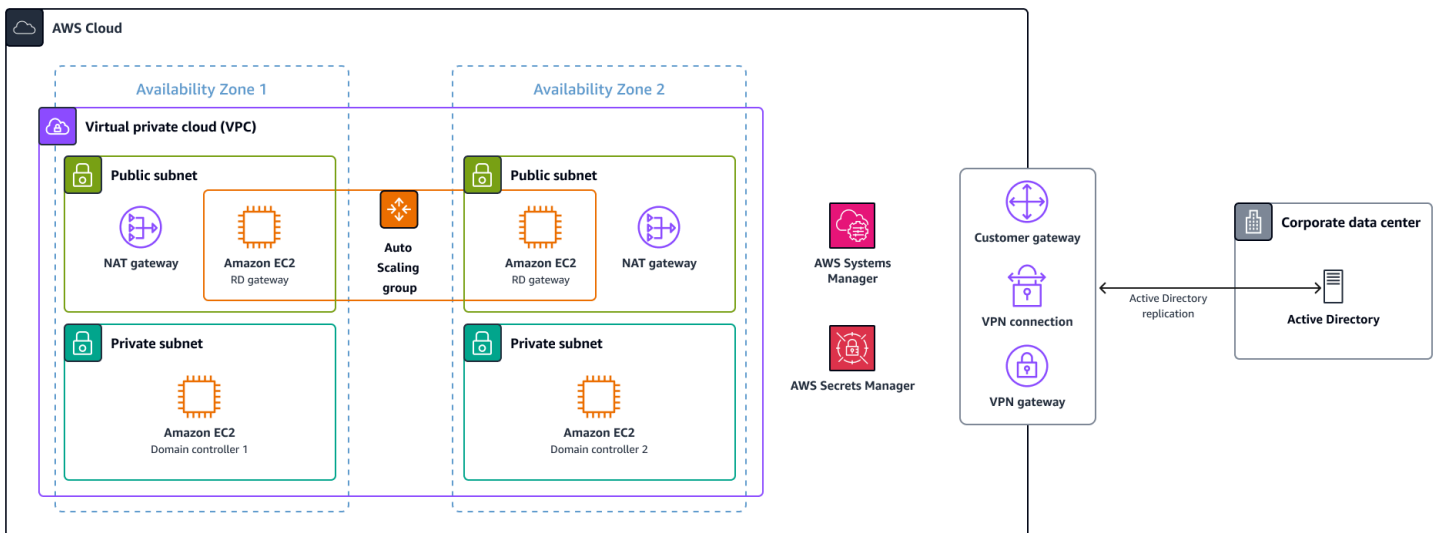 AWS Cloud
Availability Zone 1
Availability Zone 2
Virtual private cloud (VPC)
Public subnet
NAT gateway
Amazon EC2
RD gateway
Auto
Scaling
group
Public subnet
Amazon EC2
RD gateway
NAT gateway
Private subnet
Amazon EC2
Domain controller 1
Private subnet
Amazon EC2
Domain controller 2
AWS Systems
Manager
AWS Secrets Manager
Customer gateway
VPN connection
VPN gateway
Active Directory
replication
Corporate data center
Active Directory